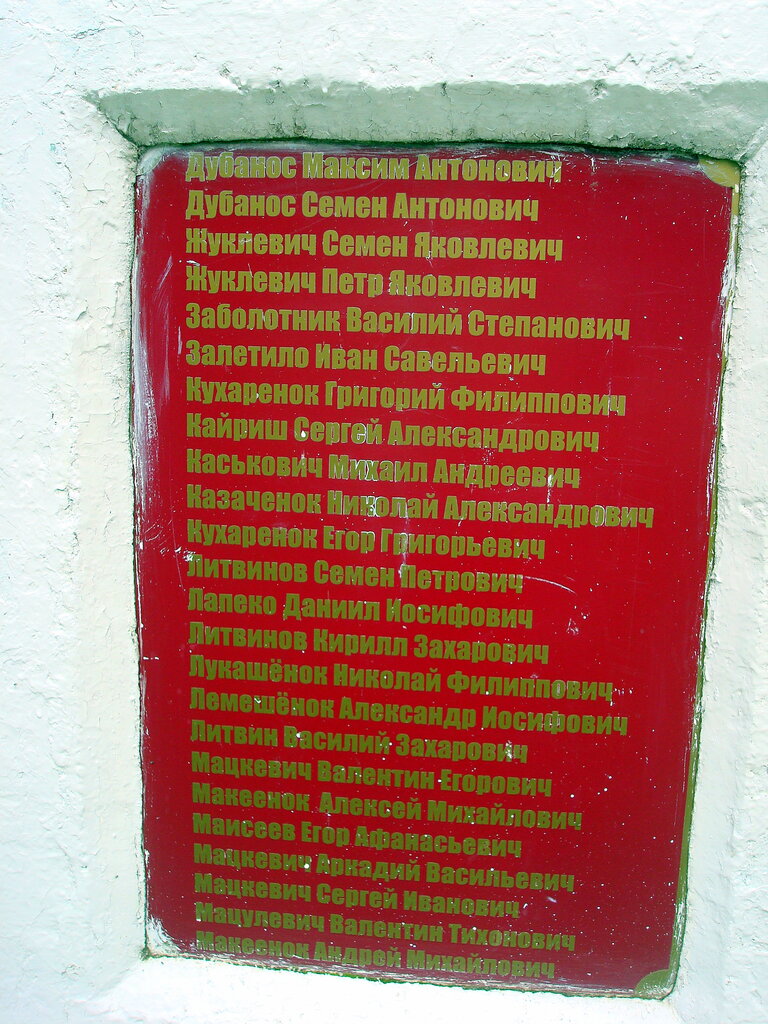 Дубанос Максим Антонович
Дубанос Семен Антонович
Жуклевич Семен Яковлевич
Жуклевич Петр Яковлевич
Заболотник Василий Степанович
Залетило Иван Савельевич
Кухаренок Григорий Филиппович
Кайриш Сергей Александрович
Каськович Михаил Андреевич
Казаченок Николай Александрович
Кухаренок Егор Григорьевич
Литвинов Семен Петрович
Лапеко Даниил Иосифович
Литвинов Кирилл Захарович
Лукашёнок Николай Филиппович
Лемешёнок Александр Иосифович
Литвин Василий Захарович
Мацкевич Валентин Егорович
Макеенок Алексей Михайлович
Маисеев Егор Афанасьевич
Мацкевич Аркадий Васильевич
Мацкевич Сергей Иванович
Мацулевич Валентин Тихонович
Макеенок Андрей Михайлович